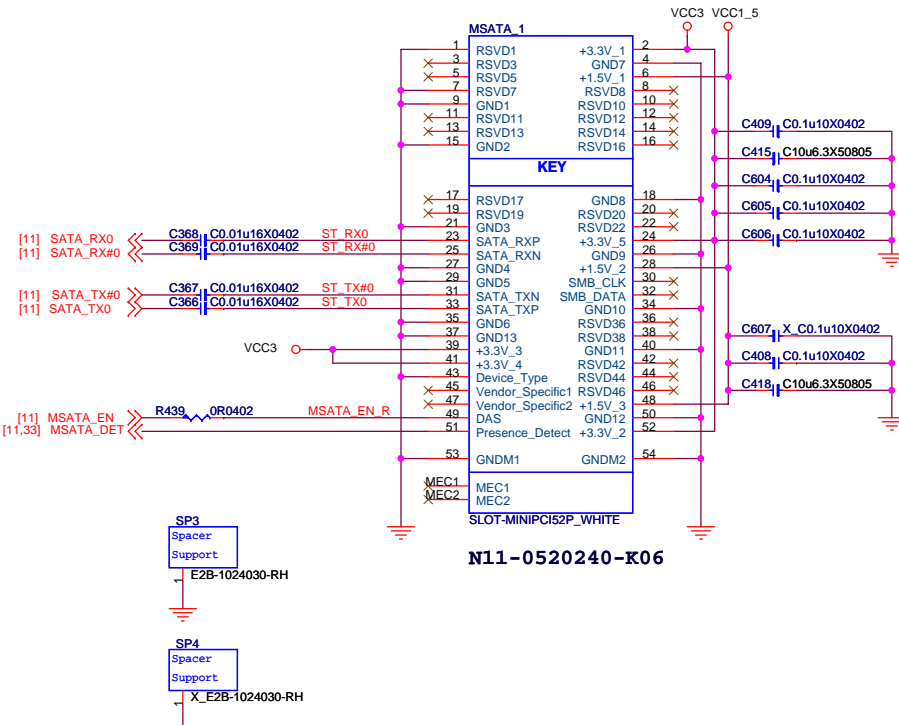 VCC3 VCC1_5
MSATA_1
1 RSVD1 +3.3V_1 2
3 RSVD3 GND7 4
5 RSVD5 +1.5V_1 6
7 RSVD7 RSVD8 8
9 GND1 RSVD10 10
11 RSVD11 RSVD12 12
13 RSVD13 RSVD14 14
15 GND2 RSVD16 16
C409 C0.1u10X0402
C415 C10u6.3X50805
C604 C0.1u10X0402
C605 C0.1u10X0402
C606 C0.1u10X0402
KEY
17 RSVD17 GND8 18
19 RSVD19 RSVD20 20
21 GND3 RSVD22 22
[11] SATA_RX0 C368 C0.01u16X0402 ST_RX0 23 SATA_RXP +3.3V_5 24
[11] SATA_RX#0 C369 C0.01u16X0402 ST_RX#0 25 SATA_RXN GND9 26
27 GND4 +1.5V_2 28
29 GND5 SMB_CLK 30
[11] SATA_TX#0 C367 C0.01u16X0402 ST_TX#0 31 SATA_TXN SMB_DATA 32
[11] SATA_TX0 C366 C0.01u16X0402 ST_TX0 33 SATA_TXP GND10 34
35 GND6 RSVD36 36
37 GND13 RSVD38 38
VCC3 39 +3.3V_3 GND11 40
41 +3.3V_4 RSVD42 42
43 Device_Type RSVD44 44
45 Vendor_Specific1 RSVD46 46
47 Vendor_Specific2 +1.5V_3 48
[11] MSATA_EN R439 0R0402 MSATA_EN_R 49 DAS GND12 50
[11,33] MSATA_DET 51 Presence_Detect +3.3V_2 52
C607 X_C0.1u10X0402
C408 C0.1u10X0402
C418 C10u6.3X50805
53 GNDM1 GNDM2 54
MEC1 MEC1
MEC2 MEC2
SLOT-MINIPCI52P_WHITE
N11-0520240-K06
SP3
Spacer
Support
E2B-1024030-RH
1
SP4
Spacer
Support
X_E2B-1024030-RH
1